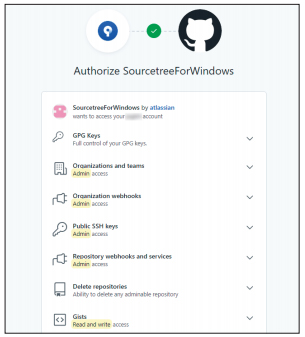 Authorize SourcetreeForWindows
SourcetreeForWindows by atlassian
wants to access your account
GPG Keys
Full control of your GPG keys.
Organizations and teams
Admin access
Organization webhooks
Admin access
Public SSH keys
Admin access
Repository webhooks and services
Admin access
Delete repositories
Ability to delete any adminable repository
Gists
Read and write access